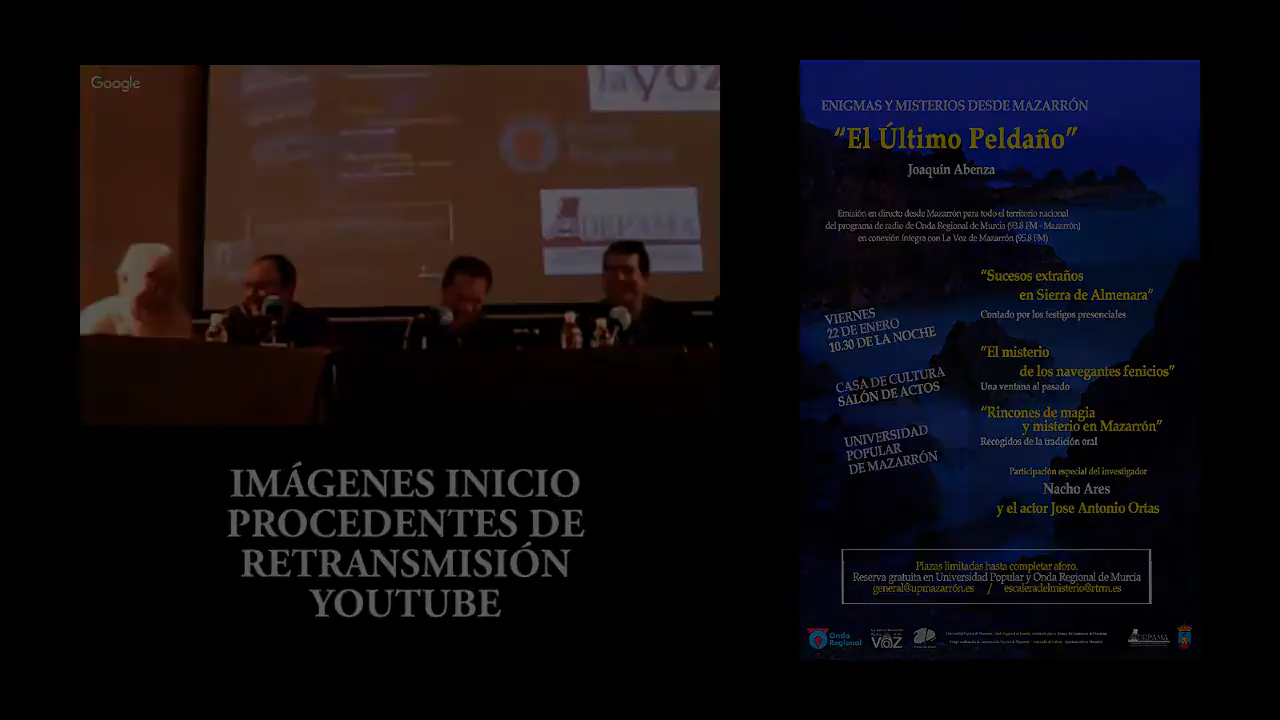 Google
la voz
Onda
Regional
ADEPAMA
IMÁGENES INICIO
PROCEDENTES DE
RETRANSMISIÓN
YOUTUBE
ENIGMAS Y MISTERIOS DESDE MAZARRÓN
“El Último Peldaño”
Joaquín Abenza
Emisión en directo desde Mazarrón para todo el territorio nacional
del programa de radio de Onda Regional de Murcia (93.8 FM - Mazarrón)
en conexión íntegra con La Voz de Mazarrón (95.8 FM)
VIERNES
22 DE ENERO
10.30 DE LA NOCHE
CASA DE CULTURA
SALÓN DE ACTOS
UNIVERSIDAD
POPULAR
DE MAZARRÓN
“Sucesos extraños
en Sierra de Almenara”
Contado por los testigos presenciales
“El misterio
de los navegantes fenicios”
Una ventana al pasado
“Rincones de magia
y misterio en Mazarrón”
Recogidos de la tradición oral
Participación especial del investigador
Nacho Ares
y el actor Jose Antonio Ortas
Plazas limitadas hasta completar aforo.
Reserva gratuita en Universidad Popular y Onda Regional de Murcia
general@upmazarrón.es / escaleradelmisterio@rtrm.es
Onda
Regional
VOZ
ADEPAMA